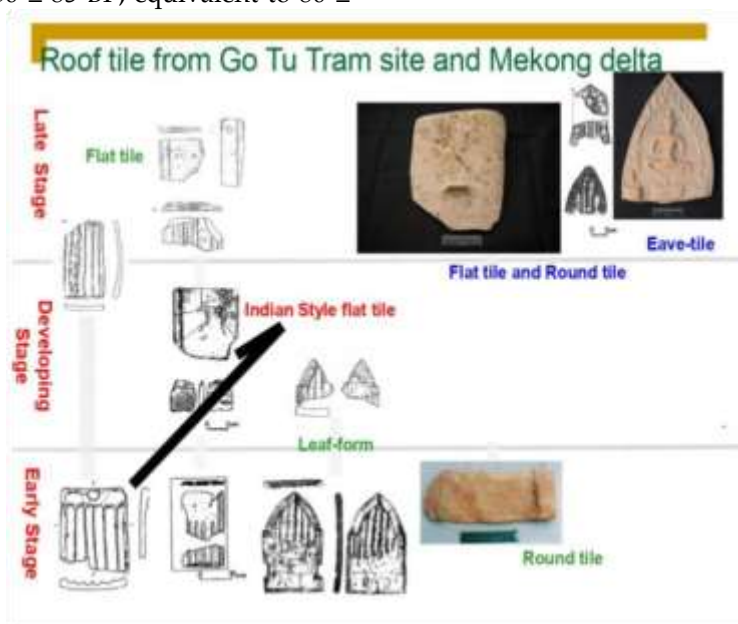 Roof tile from Go Tu Tram site and Mekong delta
Late Stage
Flat tile
Eave-tile
Flat tile and Round tile
Developing Stage
Indian Style flat tile
Leaf-form
Early Stage
Round tile